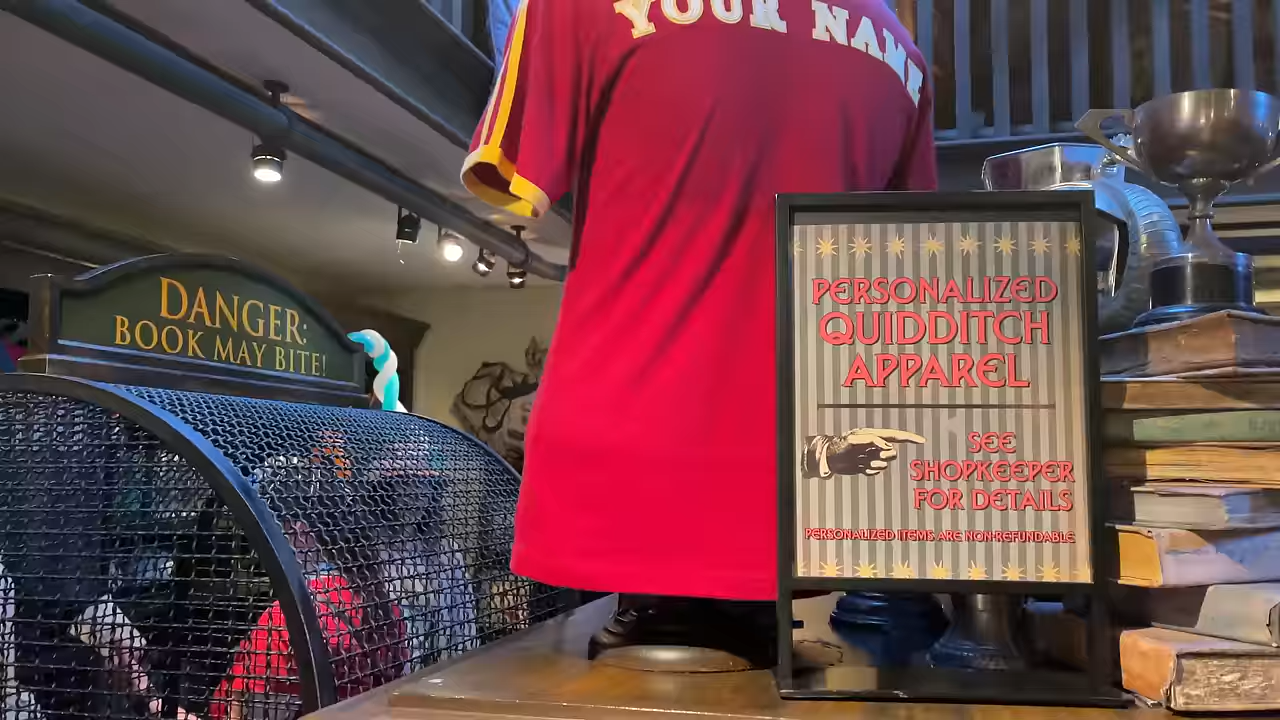 YOUR NAME
DANGER:
BOOK MAY BITE!
PERSONALIZED
QUIDDITCH
APPAREL
SEE
SHOPKEEPER
FOR DETAILS
PERSONALIZED ITEMS ARE NON-REFUNDABLE